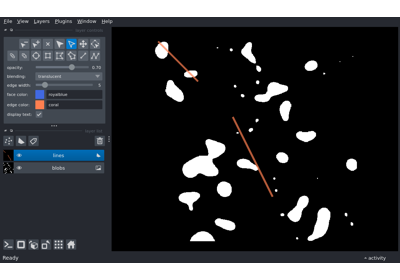 File View Layers Plugins Window Help
opacity: 0.70
blending: translucent
edge width: 5
face color: royalblue
edge color: coral
display text:
lines
blobs
Ready
activity